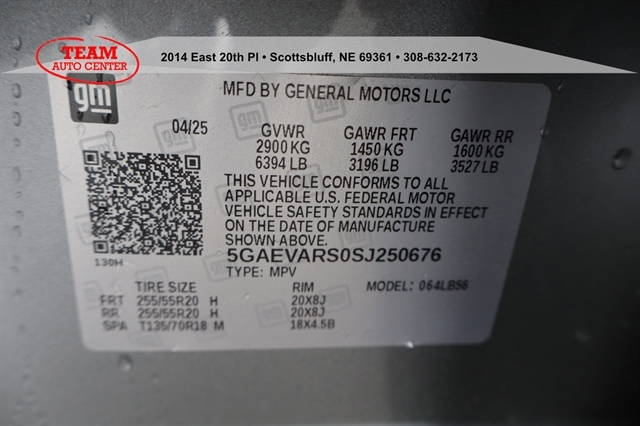 TEAM
AUTO CENTER
2014 East 20th Pl • Scottsbluff, NE 69361 • 308-632-2173
gm
MFD BY GENERAL MOTORS LLC
04/25 GVWR GAWR FRT GAWR RR
2900 KG 1450 KG 1600 KG
6394 LB 3196 LB 3527 LB
THIS VEHICLE CONFORMS TO ALL
APPLICABLE U.S. FEDERAL MOTOR
VEHICLE SAFETY STANDARDS IN EFFECT
ON THE DATE OF MANUFACTURE
SHOWN ABOVE.
130H 5GAEVARS0SJ250676
TYPE: MPV MODEL: 064LB56
TIRE SIZE RIM
FRT 255/55R20 H 20X8J
RR 255/55R20 H 20X8J
SPA T135/70R18 M 18X4.5B